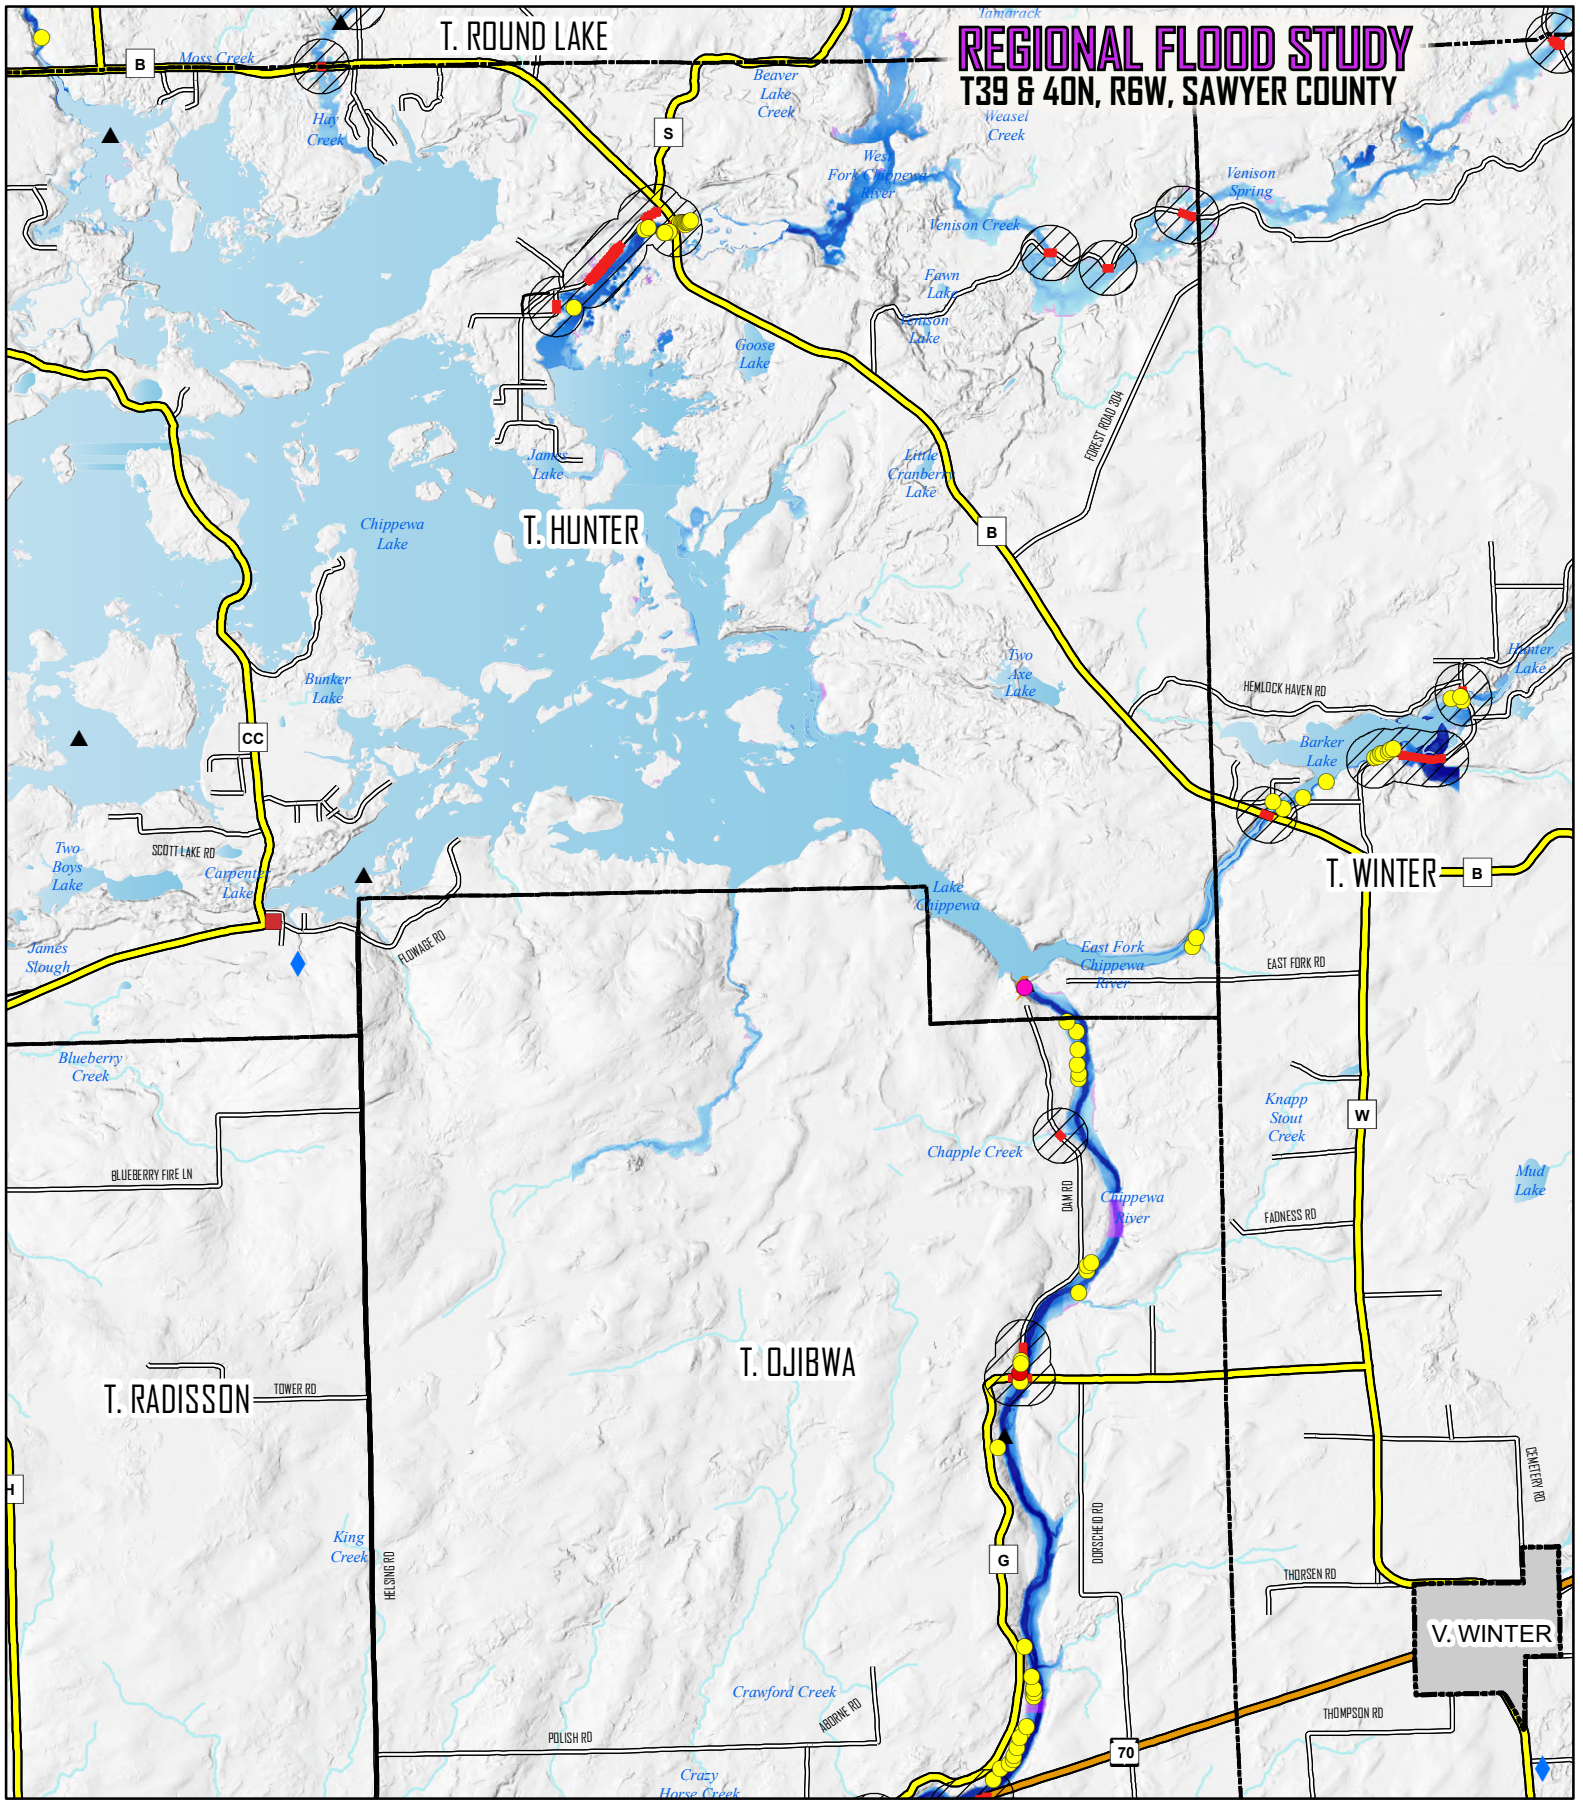 Tamarack
T. ROUND LAKE
REGIONAL FLOOD STUDY
T39 & 40N, R6W, SAWYER COUNTY
B
Moss Creek
Beaver
Lake
Creek
Hay
Creek
S
Weasel
Creek
West
Fork Chippewa
River
Venison
Spring
Venison Creek
Fawn
Lake
Venison
Lake
Goose
Lake
FOREST ROAD 304
James
Lake
Little
Cranberry
Lake
Chippewa
Lake
T. HUNTER
B
Two
Axe
Lake
Hunter
Lake
Bunker
Lake
HEMLOCK HAVEN RD
CC
Barker
Lake
Two
Boys
Lake
SCOTT LAKE RD
Carpenter
Lake
T. WINTER
B
Lake
Chippewa
James
Slough
FLOWAGE RD
East Fork
Chippewa
River
EAST FORK RD
Blueberry
Creek
Knapp
Stout
Creek
W
Chapple Creek
BLUEBERRY FIRE LN
DAM RD
Chippewa
River
Mud
Lake
FADNESS RD
T. OJIBWA
T. RADISSON
TOWER RD
H
CEMETERY RD
King
Creek
HELSING RD
G
DORSCHEID RD
THORSEN RD
V. WINTER
Crawford Creek
ABORNE RD
THOMPSON RD
POLISH RD
70
Crazy
Horse Creek